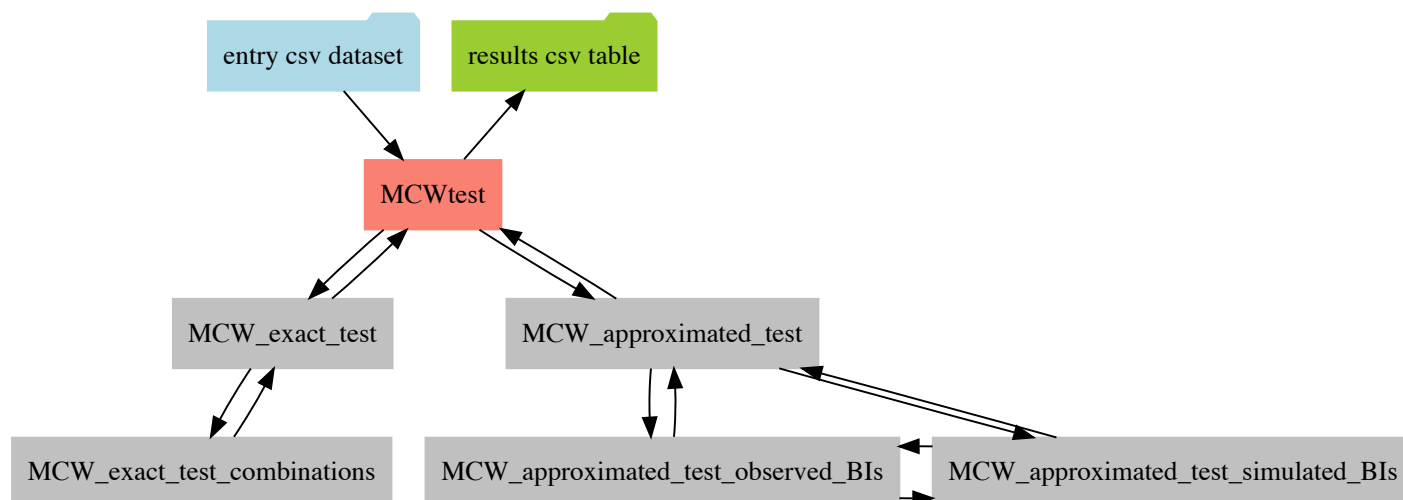 entry csv dataset
results csv table
MCWtest
MCW_exact_test
MCW_approximated_test
MCW_exact_test_combinations
MCW_approximated_test_observed_BIs
MCW_approximated_test_simulated_BIs